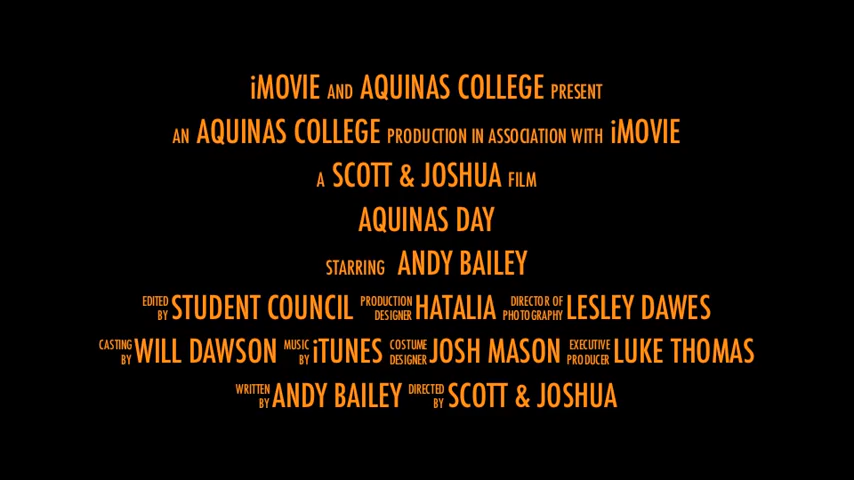 iMOVIE AND AQUINAS COLLEGE PRESENT
AN AQUINAS COLLEGE PRODUCTION IN ASSOCIATION WITH iMOVIE
A SCOTT & JOSHUA FILM
AQUINAS DAY
STARRING ANDY BAILEY
EDITED BY STUDENT COUNCIL PRODUCTION DESIGNER HATALIA DIRECTOR OF PHOTOGRAPHY LESLEY DAWES
CASTING BY WILL DAWSON MUSIC BY iTUNES COSTUME DESIGNER JOSH MASON EXECUTIVE PRODUCER LUKE THOMAS
WRITTEN BY ANDY BAILEY DIRECTED BY SCOTT & JOSHUA